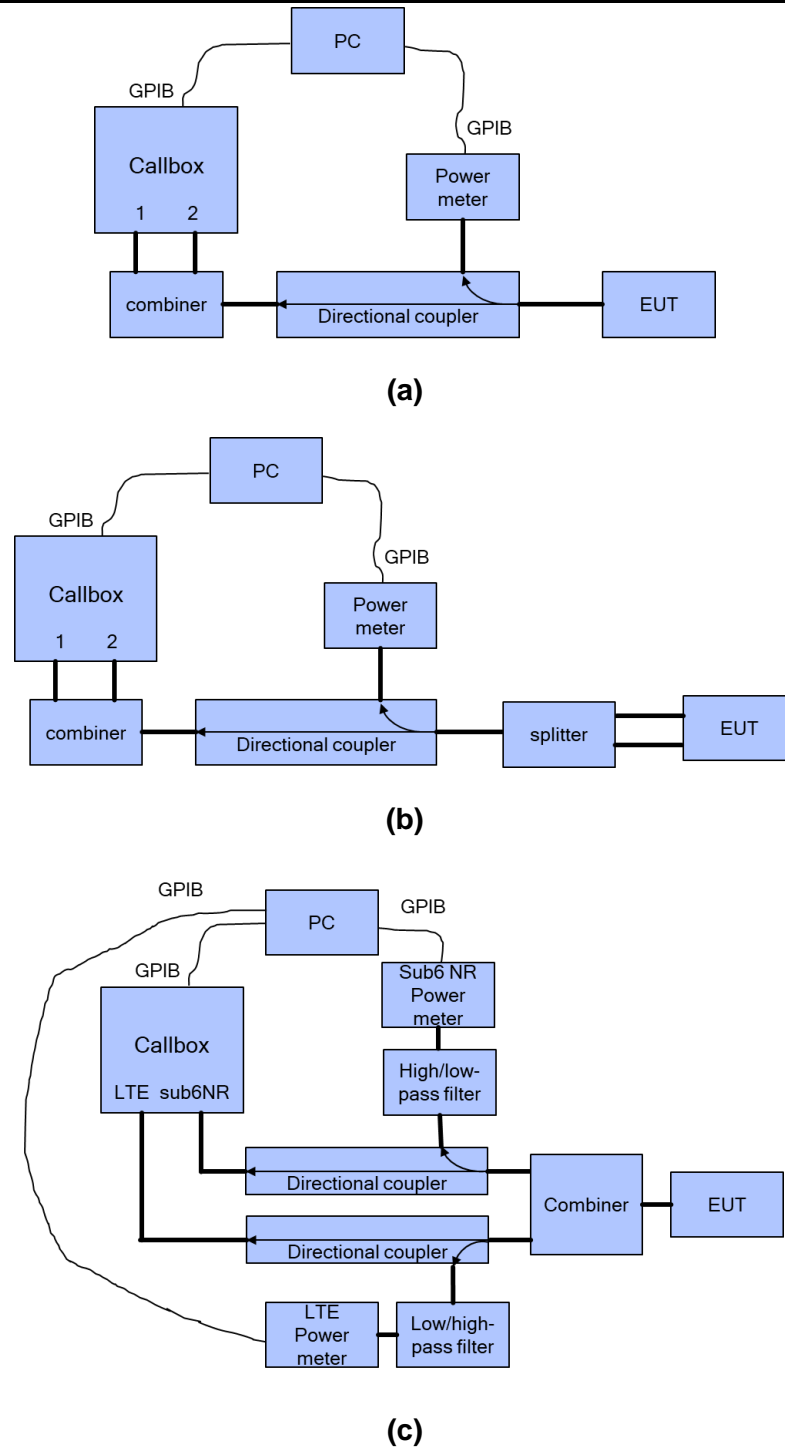 PC
GPIB
GPIB
Callbox
1 2
Power
meter
combiner
Directional coupler
EUT
(a)
PC
GPIB
GPIB
Callbox
1 2
Power
meter
combiner
Directional coupler
splitter
EUT
(b)
GPIB
PC
GPIB
GPIB
Sub6 NR
Power
meter
Callbox
LTE sub6NR
High/low-
pass filter
Directional coupler
Combiner
EUT
Directional coupler
LTE
Power
meter
Low/high-
pass filter
(c)